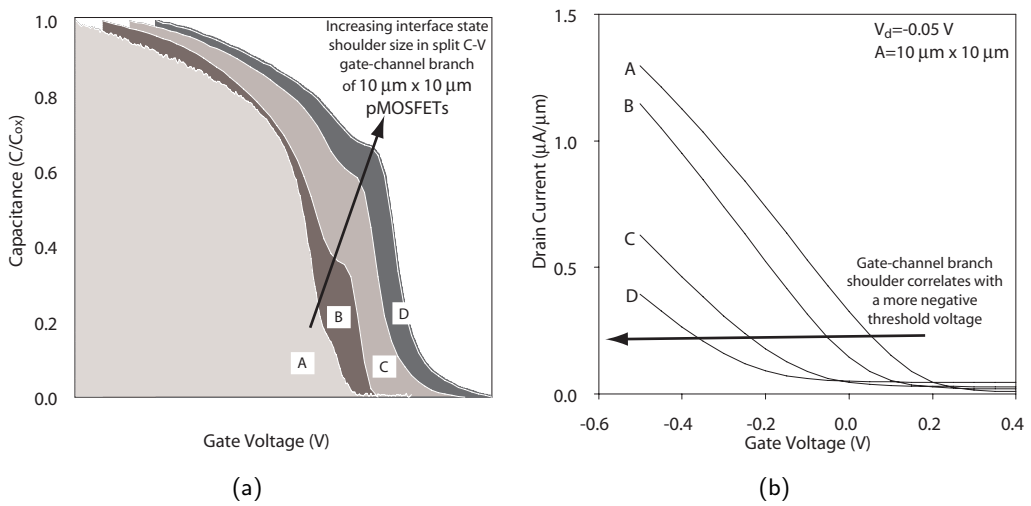 Increasing interface state
shoulder size in split C-V
gate-channel branch
of 10 μm x 10 μm
pMOSFETs
Capacitance (C/Cox)
1.0
0.8
0.6
0.4
0.2
0.0
A
B
C
D
Gate Voltage (V)
(a)
Vd=-0.05 V
A=10 μm x 10 μm
Drain Current (μA/μm)
1.5
1.0
0.5
0.0
A
B
C
D
Gate-channel branch
shoulder correlates with
a more negative
threshold voltage
-0.6 -0.4 -0.2 0.0 0.2 0.4
Gate Voltage (V)
(b)